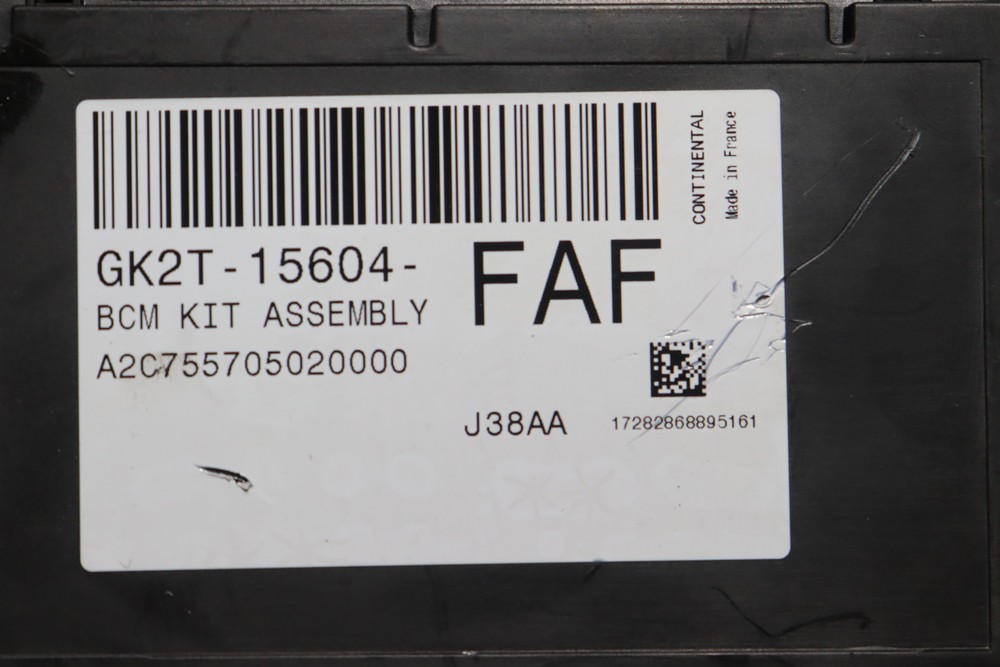 CONTINENTAL
Made in France
GK2T-15604- FAF
BCM KIT ASSEMBLY
A2C755705020000
J38AA 17282868895161